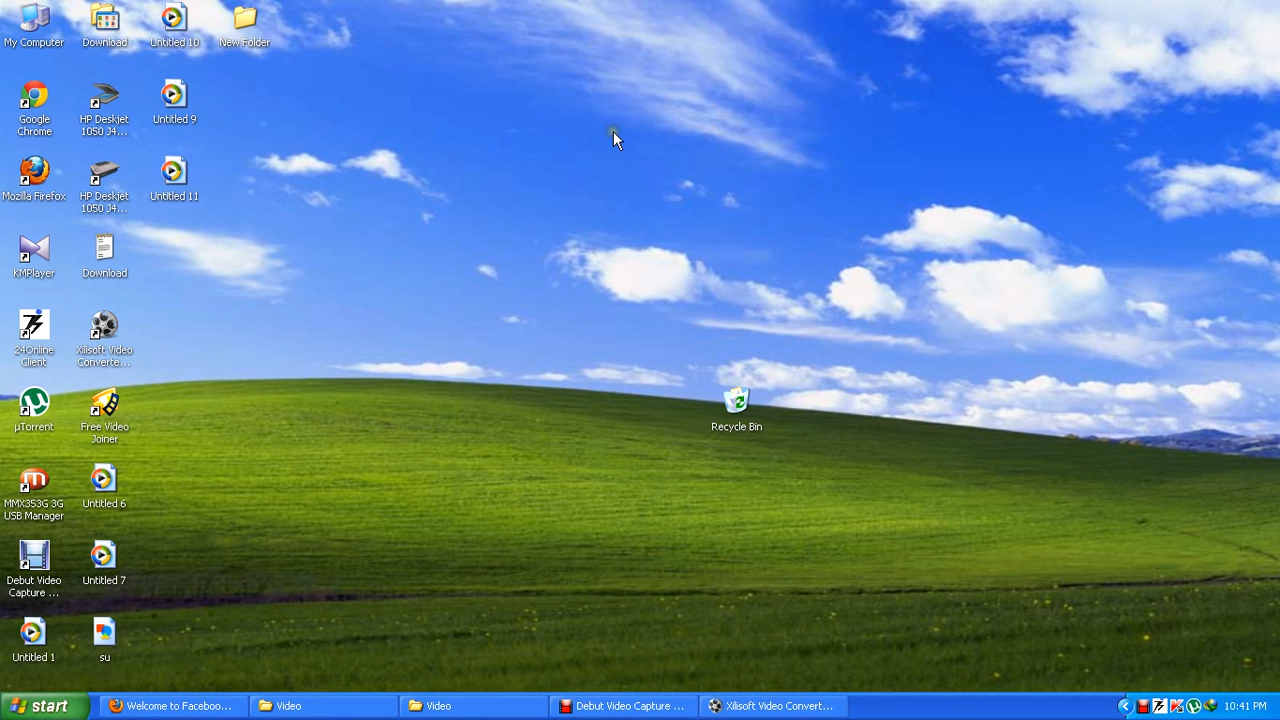 My Computer
Download
Untitled 10
New Folder
Google
Chrome
HP Deskjet
1050 J4...
Untitled 9
Mozilla Firefox
HP Deskjet
1050 J4...
Untitled 11
KMPlayer
Download
24Online
Client
Xilisoft Video
Converte...
µTorrent
Free Video
Joiner
Recycle Bin
MMX353G 3G
USB Manager
Untitled 6
Debut Video
Capture ...
Untitled 7
Untitled 1
su
start
Welcome to Faceboo...
Video
Video
Debut Video Capture ...
Xilisoft Video Convert...
10:41 PM